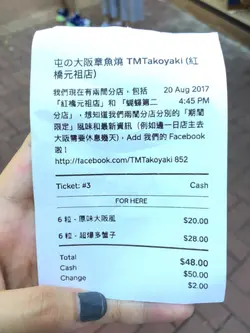 屯の大阪章魚燒 TMTakoyaki (紅
橋元祖店)
我們現在有兩間分店，包括
20 Aug 2017
「紅橋元祖店」和 「蝴蝶第二
4:45 PM
分店」，想知道我們兩間分店分別的「期間
限定」風味和最新資訊 (例如邊一日店主去
大阪需要休息幾天)，Add 我們的 Facebook
啦！
http://facebook.com/TMTakoyaki 852
Ticket: #3 Cash
FOR HERE
6 粒 - 原味大阪風 $20.00
6 粒 - 超爆多蟹子 $28.00
Total $48.00
Cash $50.00
Change $2.00